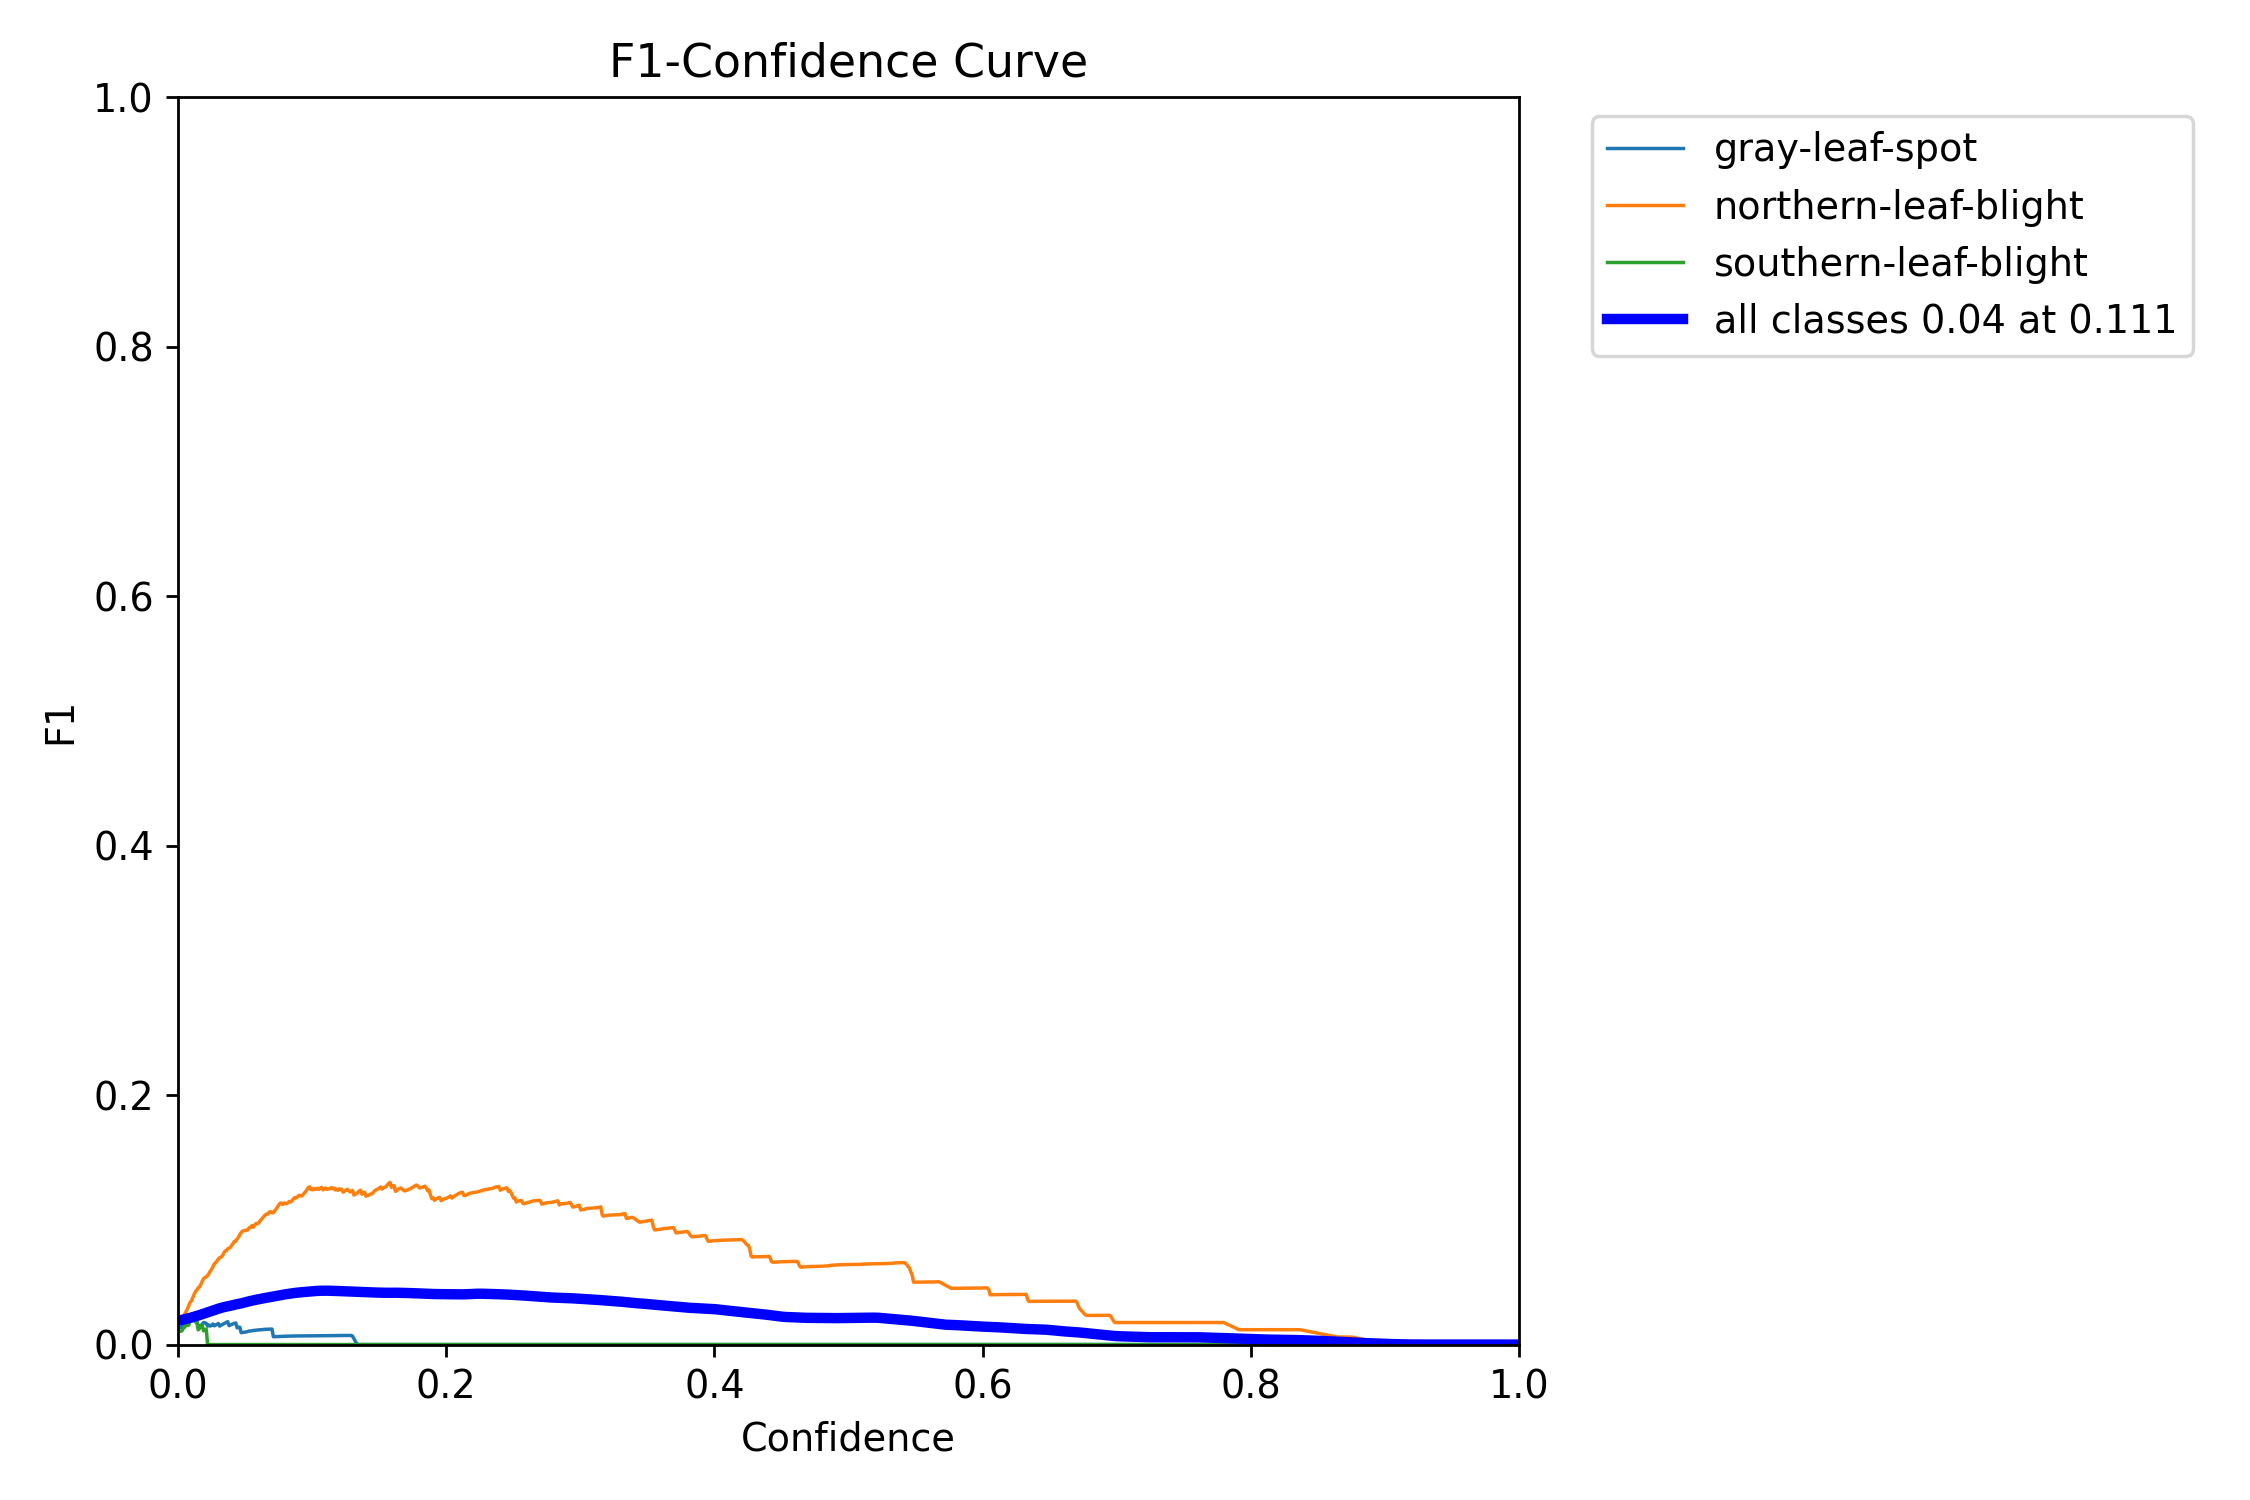 F1-Confidence Curve
1.0
0.8
0.6
0.4
0.2
0.0
F1
0.0 0.2 0.4 0.6 0.8 1.0
Confidence
gray-leaf-spot
northern-leaf-blight
southern-leaf-blight
all classes 0.04 at 0.111